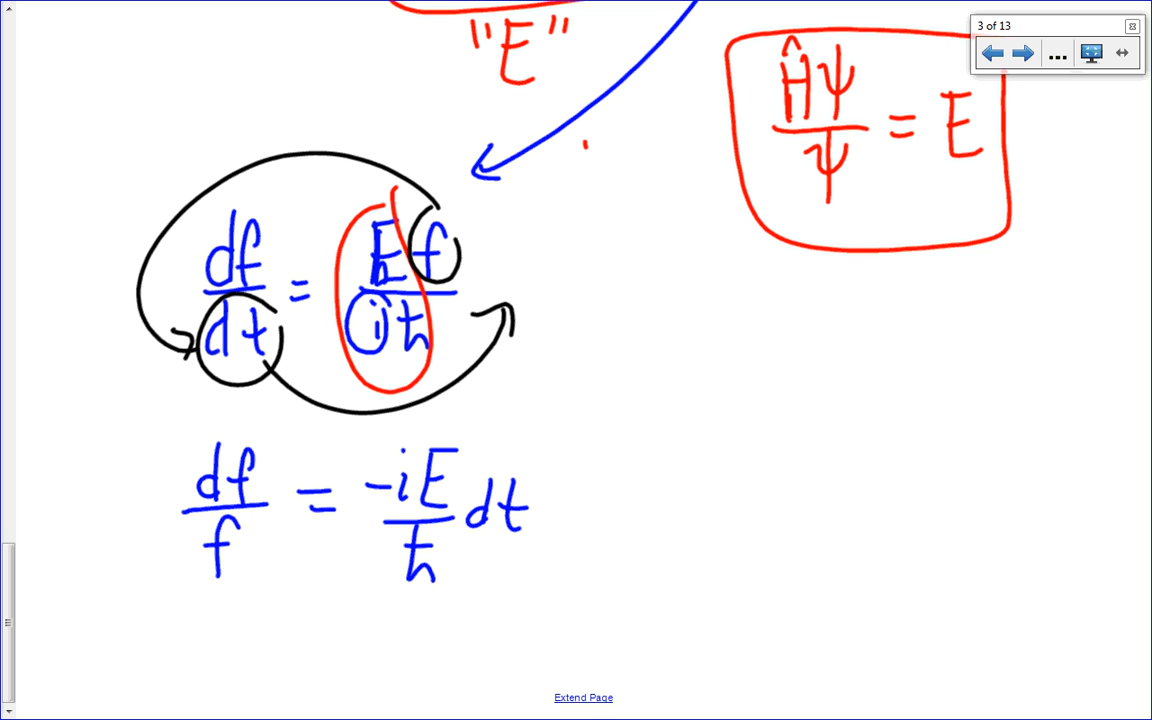 3 of 13
...
"E"
Ĥψ/ψ = E
df/dt = Ef/iħ
df/f = -iE/ħ dt
Extend Page